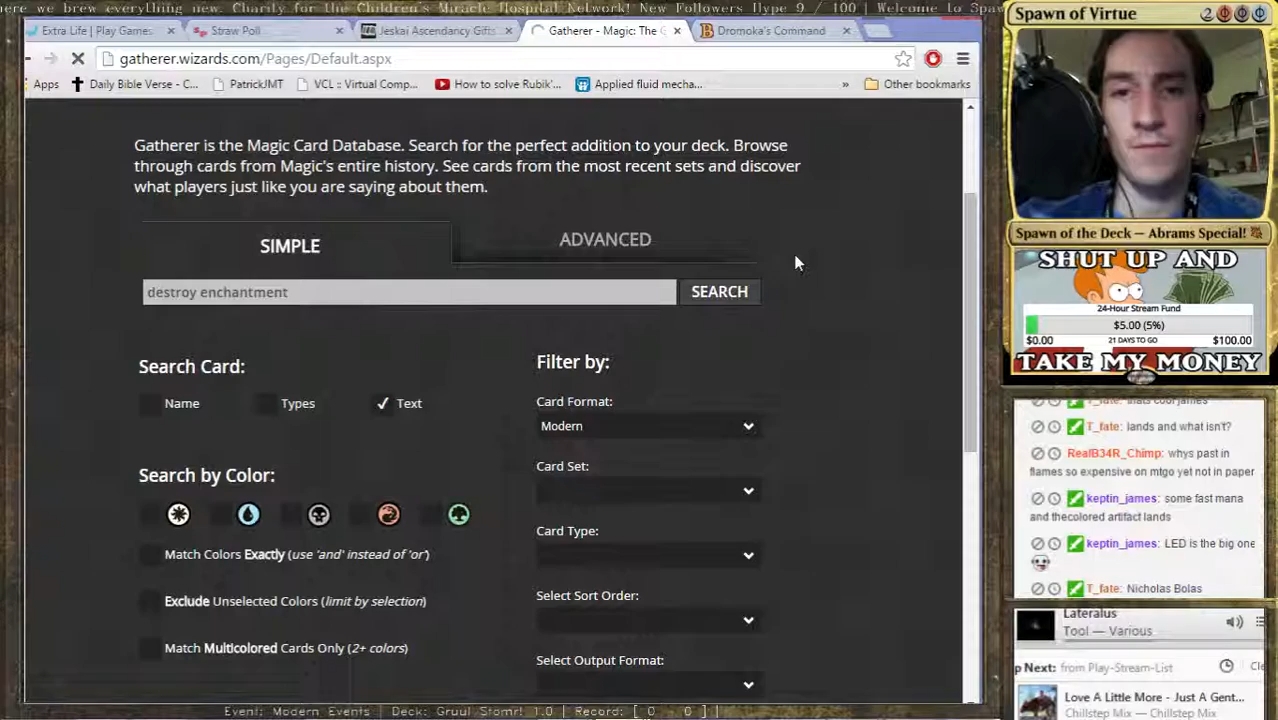 here we brew everything new. Charity for the Children's Miracle Hospital Network! New Followers Hype 9 / 100 | Welcome to Spaw
Extra Life | Play Games
Straw Poll
Jeskai Ascendancy Gifts
Gatherer - Magic: The G
Dromoka's Command
gatherer.wizards.com/Pages/Default.aspx
Apps
Daily Bible Verse - C...
PatrickJMT
VCL :: Virtual Comp...
How to solve Rubik'...
Applied fluid mecha...
»
Other bookmarks
Gatherer is the Magic Card Database. Search for the perfect addition to your deck. Browse
through cards from Magic's entire history. See cards from the most recent sets and discover
what players just like you are saying about them.
SIMPLE
ADVANCED
destroy enchantment
SEARCH
Search Card:
Name
Types
Text
Search by Color:
Match Colors Exactly (use 'and' instead of 'or')
Exclude Unselected Colors (limit by selection)
Match Multicolored Cards Only (2+ colors)
Filter by:
Card Format:
Modern
Card Set:
Card Type:
Select Sort Order:
Select Output Format:
Event: Modern Events | Deck: Gruul Stomp! 1.0 | Record: [ 0 - 0 ] |
Spawn of Virtue
2
Spawn of the Deck — Abrams Special!
SHUT UP AND
24-Hour Stream Fund
$5.00 (5%)
$0.00
21 DAYS TO GO
$100.00
TAKE MY MONEY
T_fate: thats cool james
T_fate: lands and what isn't?
RealB34R_Chimp: whys past in
flames so expensive on mtgo yet not in paper
keptin_james: some fast mana
and thecolored artifact lands
keptin_james: LED is the big one
T_fate: Nicholas Bolas
Lateralus
Tool — Various
p Next: from Play-Stream-List
Cle
Love A Little More - Just A Gent...
Chillstep Mix — Chillstep Mix